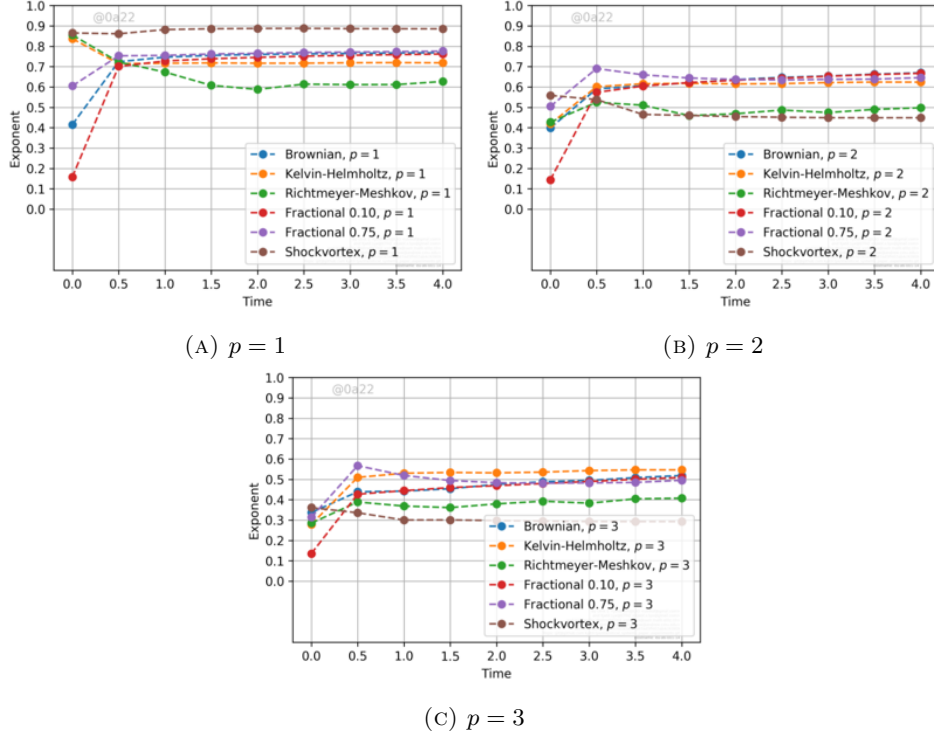 @0a22
1.0
0.9
0.8
0.7
0.6
0.5
0.4
0.3
0.2
0.1
0.0
Exponent
Brownian, p = 1
Kelvin-Helmholtz, p = 1
Richtmeyer-Meshkov, p = 1
Fractional 0.10, p = 1
Fractional 0.75, p = 1
Shockvortex, p = 1
0.0 0.5 1.0 1.5 2.0 2.5 3.0 3.5 4.0
Time
(A) p = 1
@0a22
1.0
0.9
0.8
0.7
0.6
0.5
0.4
0.3
0.2
0.1
0.0
Exponent
Brownian, p = 2
Kelvin-Helmholtz, p = 2
Richtmeyer-Meshkov, p = 2
Fractional 0.10, p = 2
Fractional 0.75, p = 2
Shockvortex, p = 2
0.0 0.5 1.0 1.5 2.0 2.5 3.0 3.5 4.0
Time
(B) p = 2
@0a22
1.0
0.9
0.8
0.7
0.6
0.5
0.4
0.3
0.2
0.1
0.0
Exponent
Brownian, p = 3
Kelvin-Helmholtz, p = 3
Richtmeyer-Meshkov, p = 3
Fractional 0.10, p = 3
Fractional 0.75, p = 3
Shockvortex, p = 3
0.0 0.5 1.0 1.5 2.0 2.5 3.0 3.5 4.0
Time
(C) p = 3